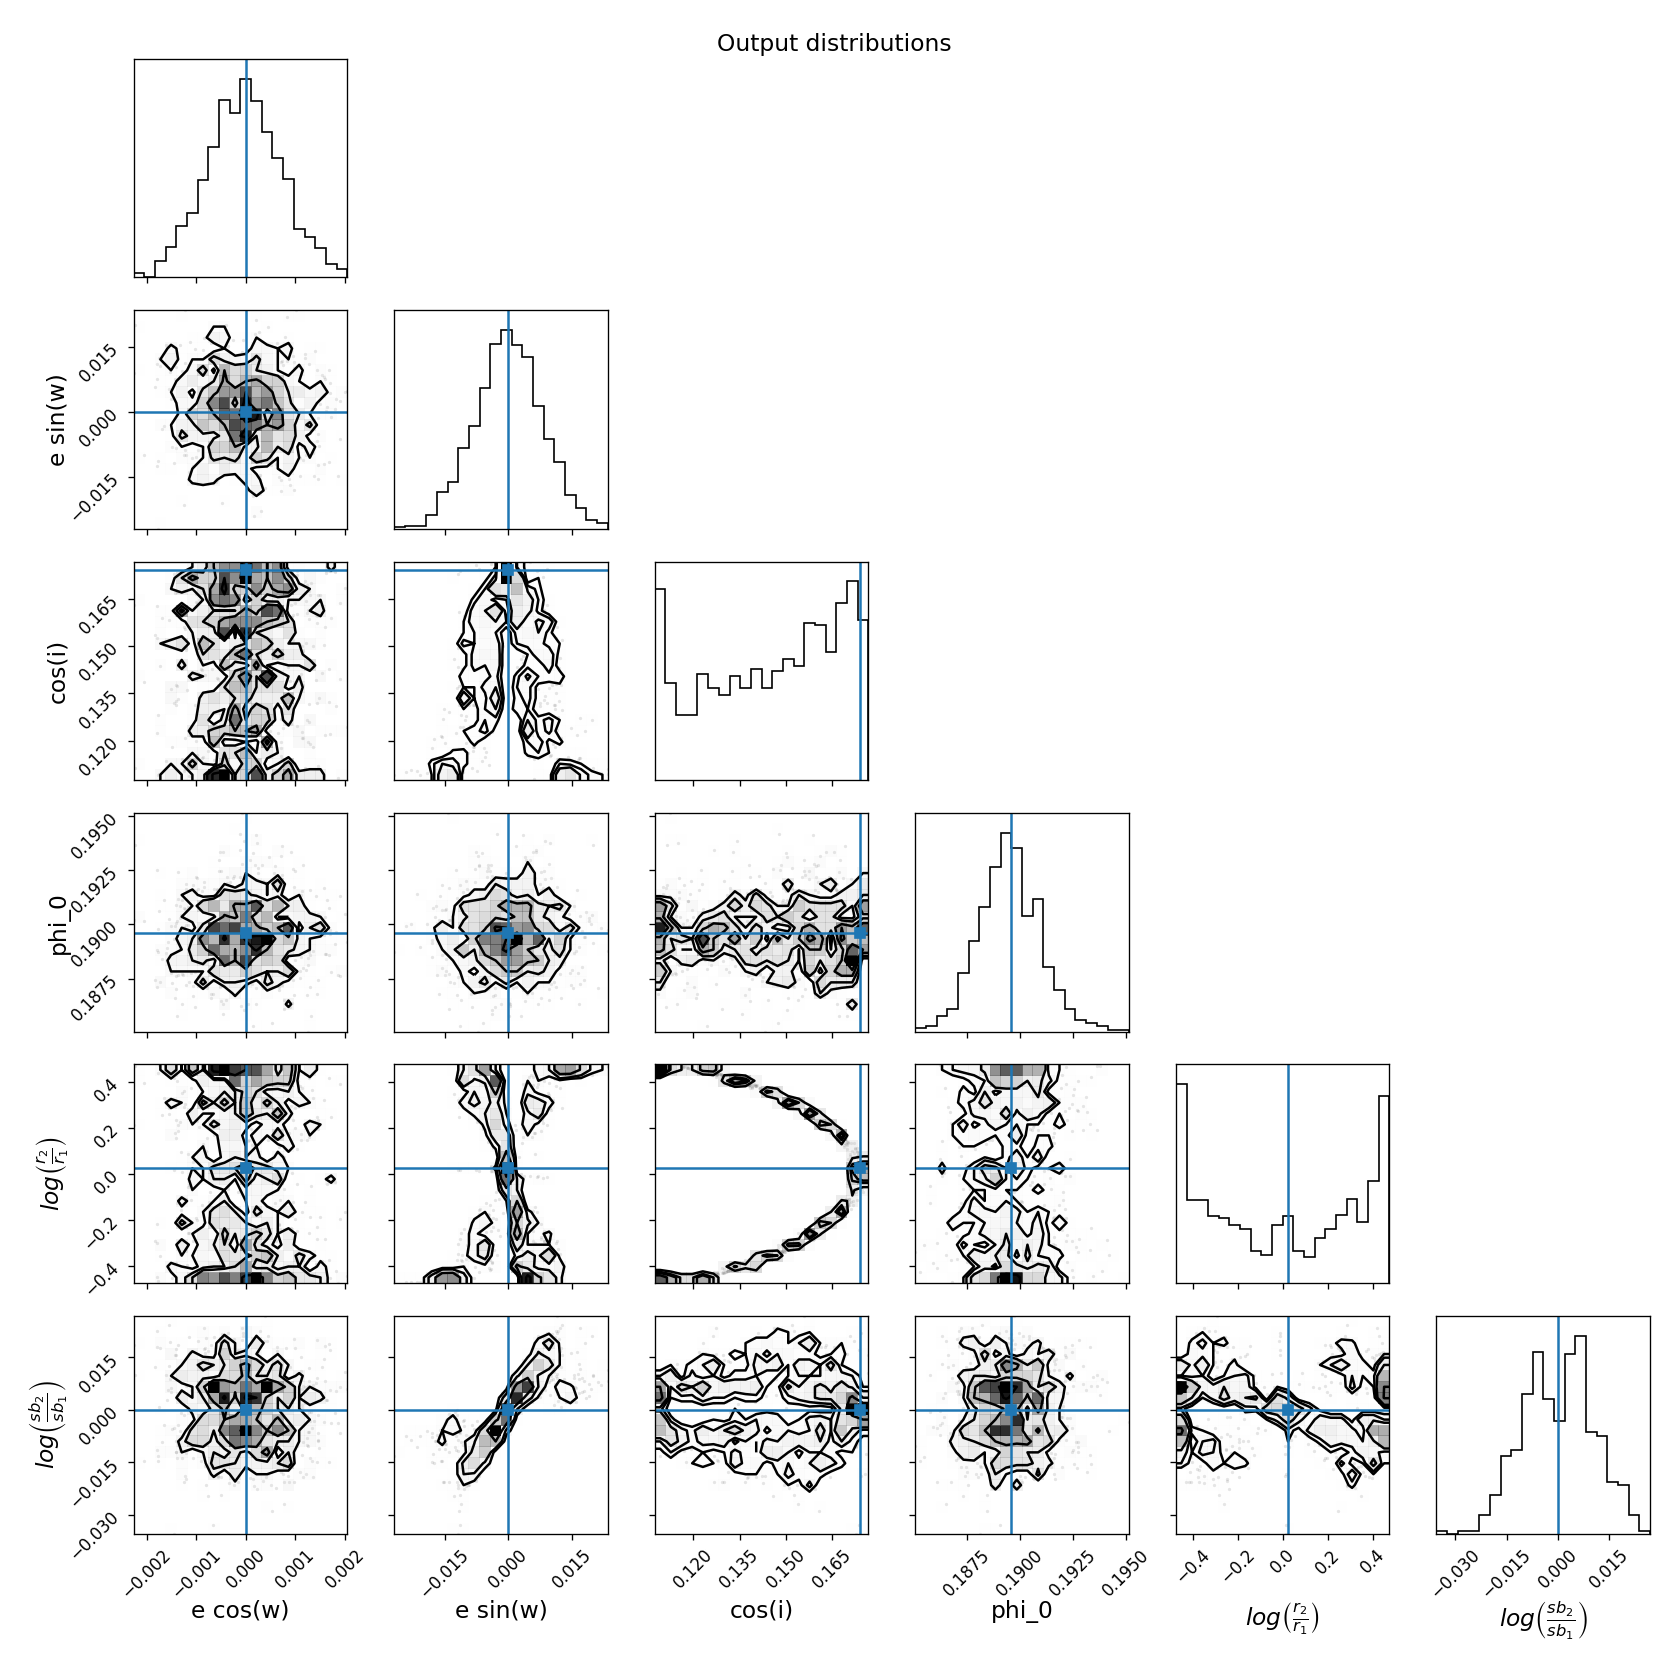 Output distributions
0.015
0.000
−0.015
e sin(w)
0.165
0.150
0.135
0.120
cos(i)
0.1950
0.1925
0.1900
0.1875
phi_0
0.4
0.2
0.0
−0.2
−0.4
log(r₂/r₁)
0.015
0.000
−0.015
−0.030
log(sb₂/sb₁)
−0.002 −0.001 0.000 0.001 0.002
−0.015 0.000 0.015
0.120 0.135 0.150 0.165
0.1875 0.1900 0.1925 0.1950
−0.4 −0.2 0.0 0.2 0.4
−0.030 −0.015 0.000 0.015
e cos(w) e sin(w) cos(i) phi_0 log(r₂/r₁) log(sb₂/sb₁)